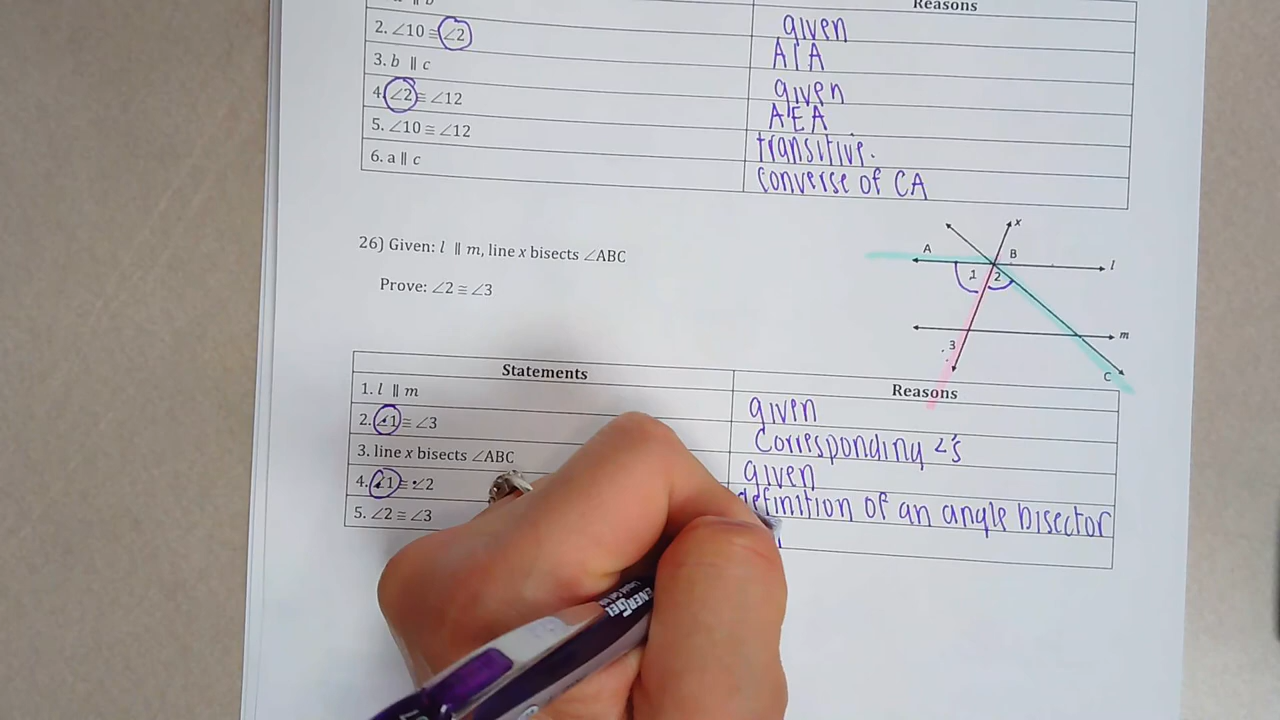 Reasons
2. ∠10 ≅ ∠2
given
AIA
3. b ∥ c
given
4. ∠2 ≅ ∠12
AEA
5. ∠10 ≅ ∠12
transitive.
6. a ∥ c
converse of CA
26) Given: l ∥ m, line x bisects ∠ABC
Prove: ∠2 ≅ ∠3
x
A
B
l
1
2
m
3
C
Statements
Reasons
1. l ∥ m
given
2. ∠1 ≅ ∠3
Corresponding ∠'s
3. line x bisects ∠ABC
given
4. ∠1 ≅ ∠2
definition of an angle bisector
5. ∠2 ≅ ∠3
ENERGEL